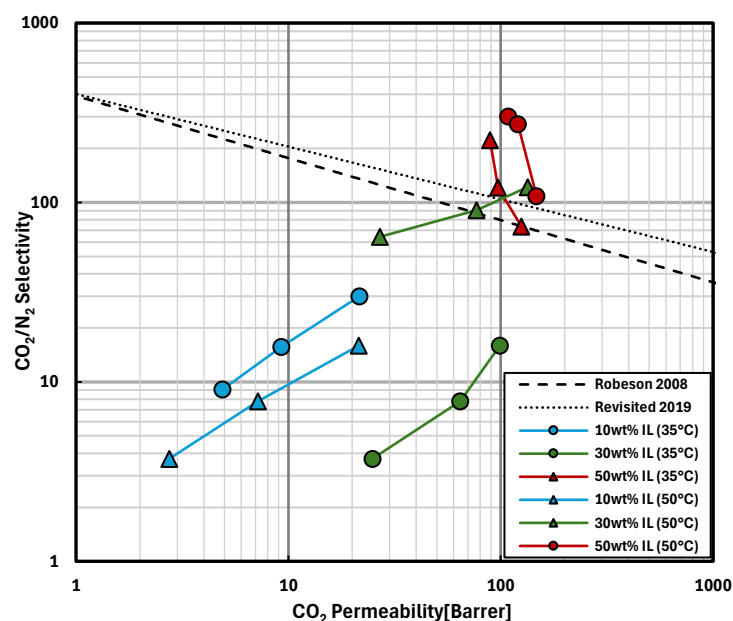 1000
100
10
1
CO₂/N₂ Selectivity
Robeson 2008
Revisited 2019
10wt% IL (35°C)
30wt% IL (35°C)
50wt% IL (35°C)
10wt% IL (50°C)
30wt% IL (50°C)
50wt% IL (50°C)
1 10 100 1000
CO₂ Permeability[Barrer]